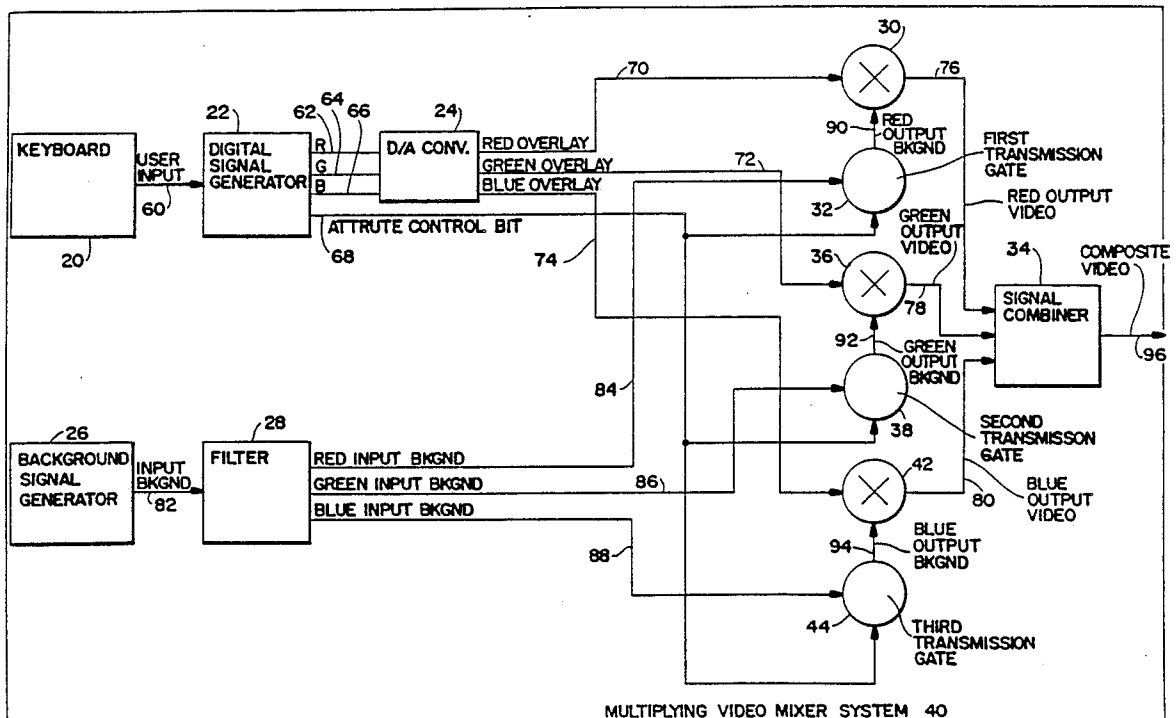 30
76
70
64
62
66
22
24
KEYBOARD
USER
INPUT
60
DIGITAL
SIGNAL
GENERATOR
R
G
B
D/A CONV.
RED OVERLAY
GREEN OVERLAY
BLUE OVERLAY
72
90
RED
OUTPUT
BKGND
FIRST
TRANSMISSION
GATE
32
20
68
ATTRUTE CONTROL BIT
74
36
GREEN
OUTPUT
VIDEO
RED OUTPUT
VIDEO
78
34
SIGNAL
COMBINER
COMPOSITE
VIDEO
96
92
GREEN
OUTPUT
BKGND
84
38
SECOND
TRANSMISSON
GATE
26
BACKGROUND
SIGNAL
GENERATOR
INPUT
BKGND
82
28
FILTER
RED INPUT BKGND
GREEN INPUT BKGND
BLUE INPUT BKGND
86
88
42
80
BLUE
OUTPUT
VIDEO
94
BLUE
OUTPUT
BKGND
44
THIRD
TRANSMISSION
GATE
MULTIPLYING VIDEO MIXER SYSTEM 40